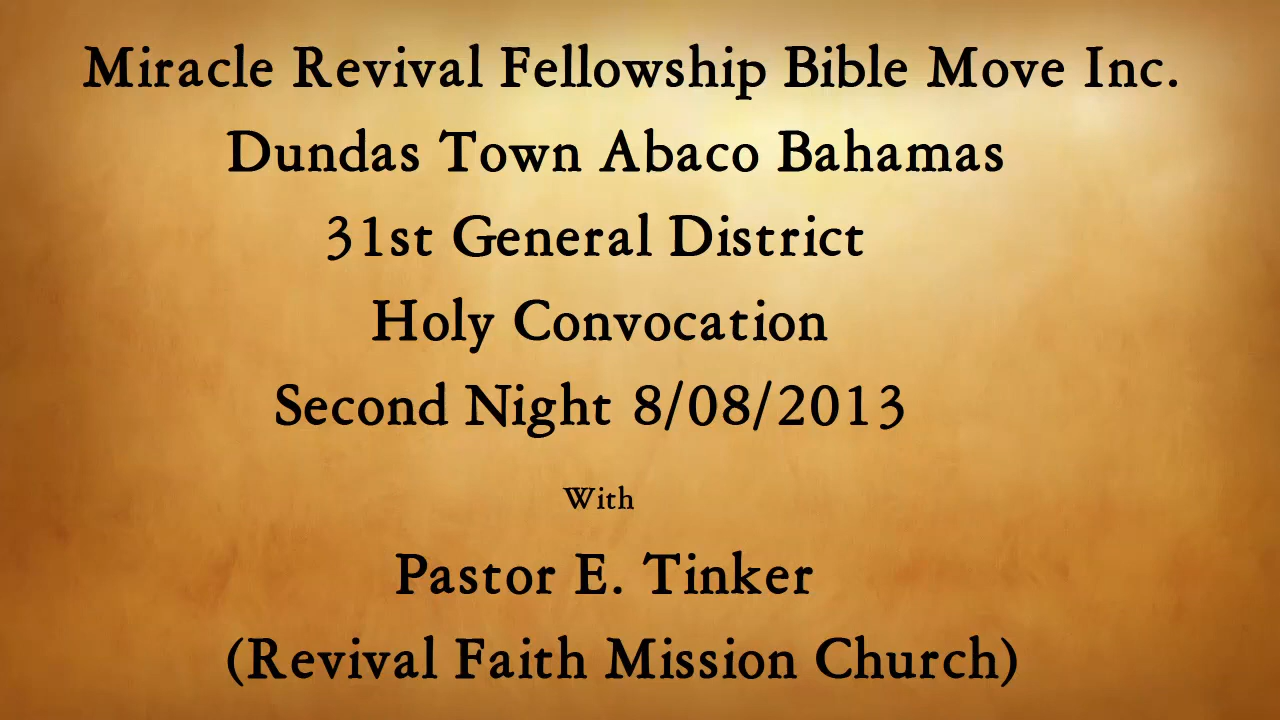 Miracle Revival Fellowship Bible Move Inc.
Dundas Town Abaco Bahamas
31st General District
Holy Convocation
Second Night 8/08/2013
With
Pastor E. Tinker
(Revival Faith Mission Church)